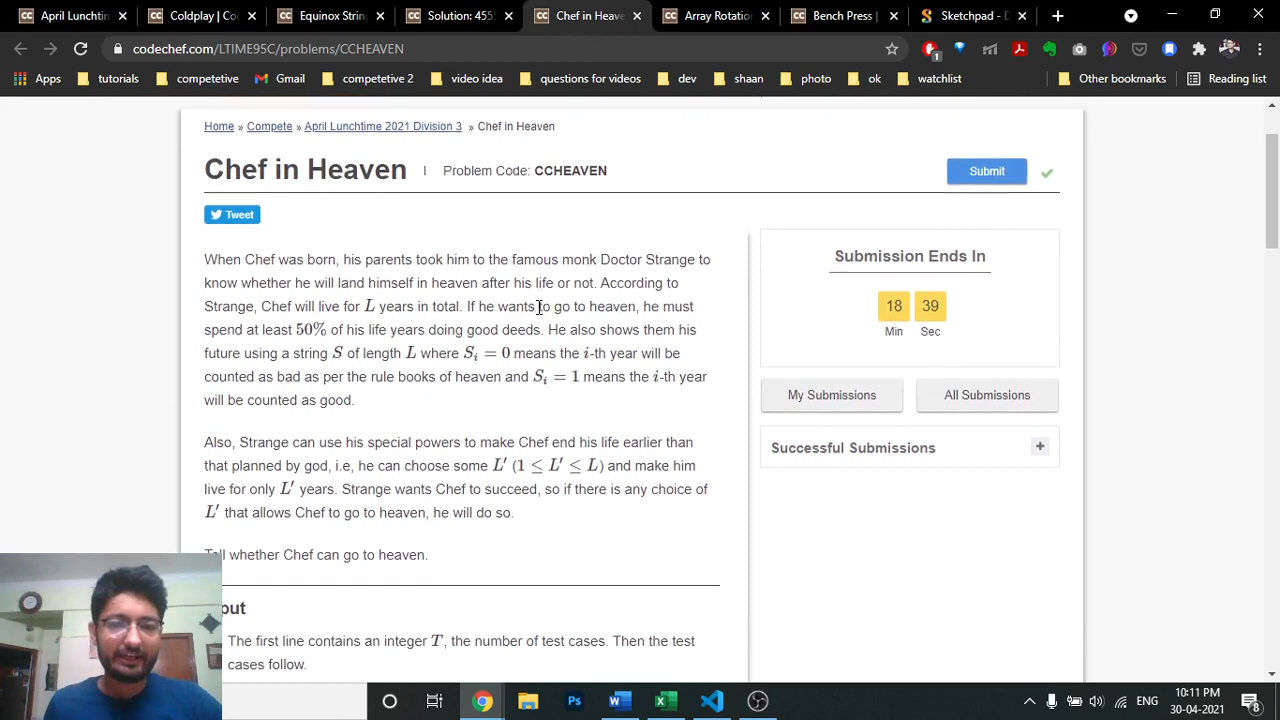 April Lunchtin
Coldplay | Co
Equinox Strin
Solution: 455
Chef in Heaven
Array Rotation
Bench Press |
Sketchpad - D
codechef.com/LTIME95C/problems/CCHEAVEN
Apps tutorials competetive Gmail competetive 2 video idea questions for videos dev shaan photo ok watchlist Other bookmarks Reading list
Home » Compete » April Lunchtime 2021 Division 3 » Chef in Heaven
Chef in Heaven | Problem Code: CCHEAVEN
Submit
Tweet
When Chef was born, his parents took him to the famous monk Doctor Strange to
know whether he will land himself in heaven after his life or not. According to
Strange, Chef will live for L years in total. If he wants to go to heaven, he must
spend at least 50% of his life years doing good deeds. He also shows them his
future using a string S of length L where Sᵢ = 0 means the i-th year will be
counted as bad as per the rule books of heaven and Sᵢ = 1 means the i-th year
will be counted as good.
Also, Strange can use his special powers to make Chef end his life earlier than
that planned by god, i.e, he can choose some L′ (1 ≤ L′ ≤ L) and make him
live for only L′ years. Strange wants Chef to succeed, so if there is any choice of
L′ that allows Chef to go to heaven, he will do so.
Tell whether Chef can go to heaven.
put
The first line contains an integer T, the number of test cases. Then the test
cases follow.
Submission Ends In
18 39
Min Sec
My Submissions
All Submissions
Successful Submissions +
ENG
10:11 PM
30-04-2021
8